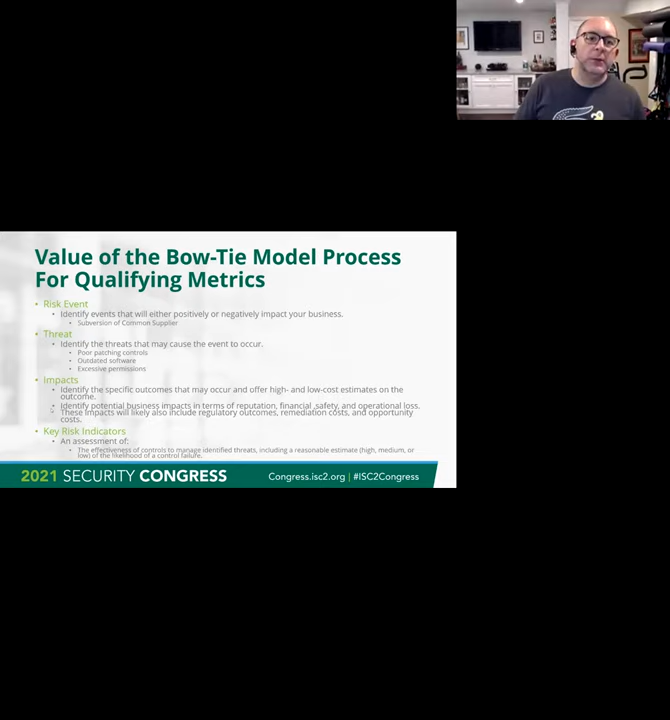 Value of the Bow-Tie Model Process
For Qualifying Metrics
• Risk Event
• Identify events that will either positively or negatively impact your business.
• Subversion of Common Supplier
• Threat
• Identify the threats that may cause the event to occur.
• Poor patching controls
• Outdated software
• Excessive permissions
• Impacts
• Identify the specific outcomes that may occur and offer high- and low-cost estimates on the
outcome.
• Identify potential business impacts in terms of reputation, financial ,safety, and operational loss.
• These Impacts will likely also include regulatory outcomes, remediation costs, and opportunity
costs.
• Key Risk Indicators
• An assessment of:
• The effectiveness of controls to manage identified threats, including a reasonable estimate (high, medium, or
low) of the likelihood of a control failure.
2021 SECURITY CONGRESS
Congress.isc2.org | #ISC2Congress